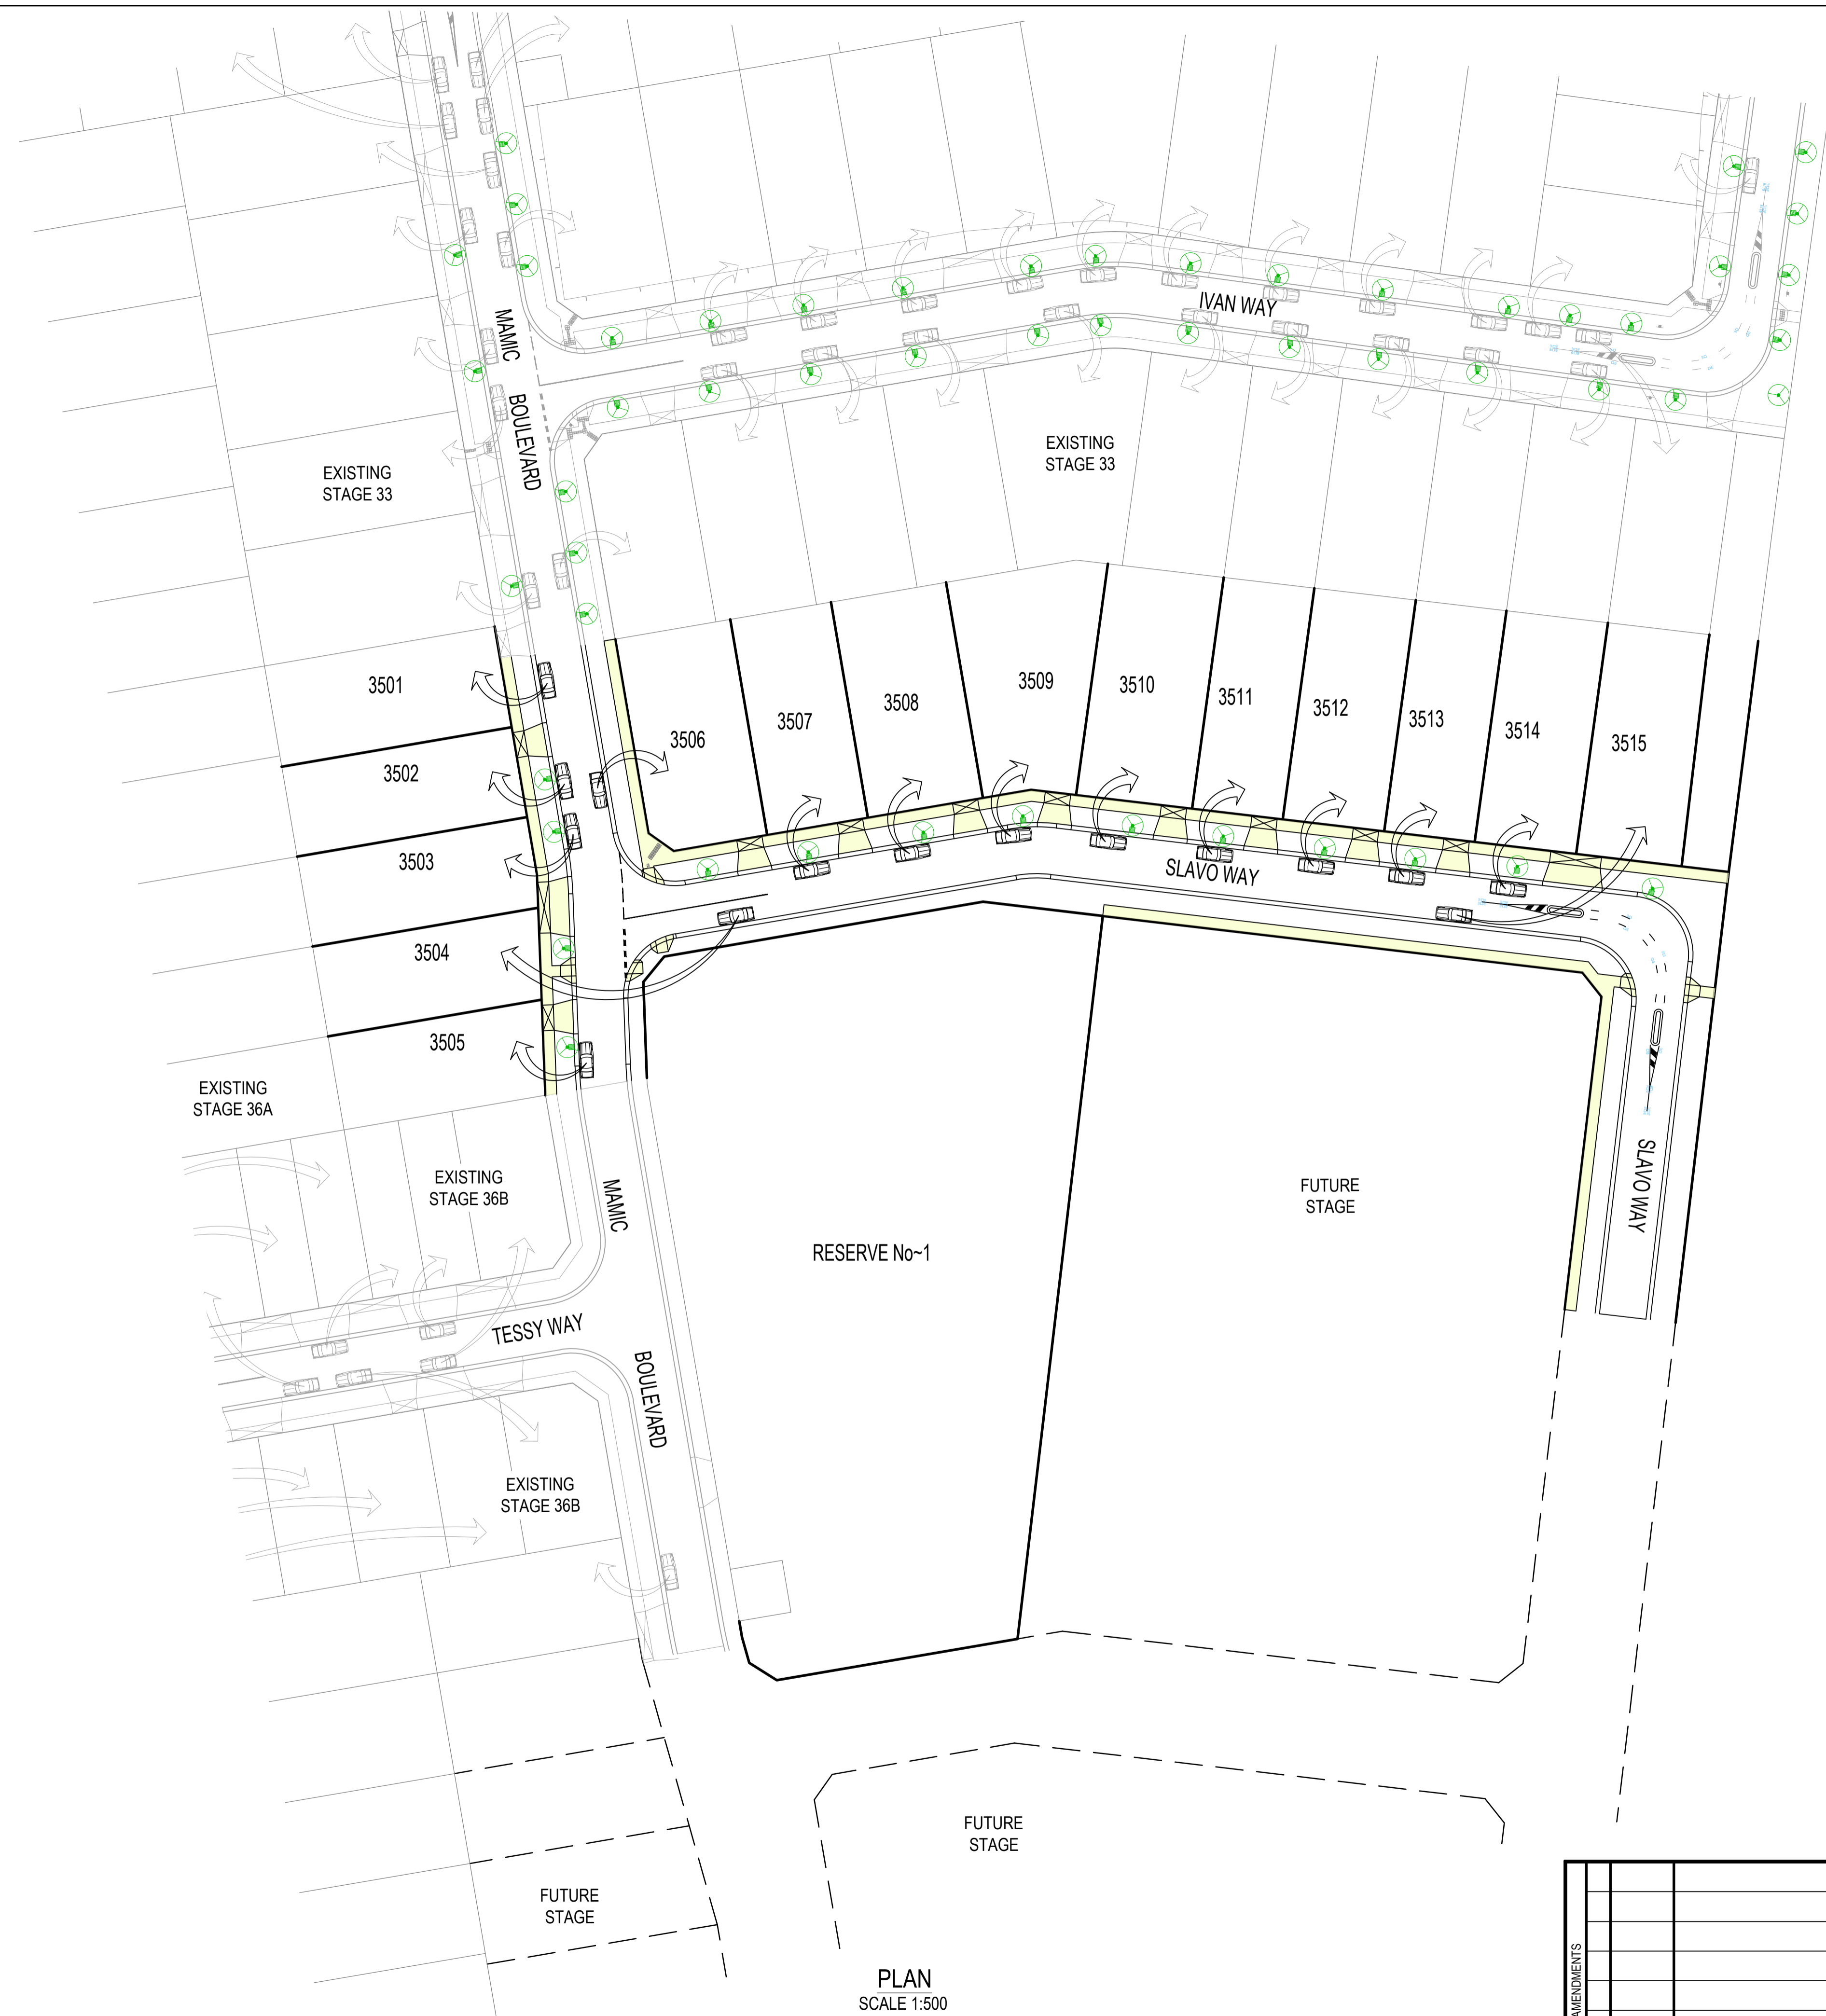 IVAN WAY
MAMIC
BOULEVARD
EXISTING
STAGE 33
EXISTING
STAGE 33
3501
3502
3503
3504
3505
3506
3507
3508
3509
3510
3511
3512
3513
3514
3515
SLAVO WAY
EXISTING
STAGE 36A
EXISTING
STAGE 36B
MAMIC
BOULEVARD
TESSY WAY
RESERVE No~1
FUTURE
STAGE
SLAVO WAY
EXISTING
STAGE 36B
FUTURE
STAGE
FUTURE
STAGE
PLAN
SCALE 1:500
AMENDMENTS